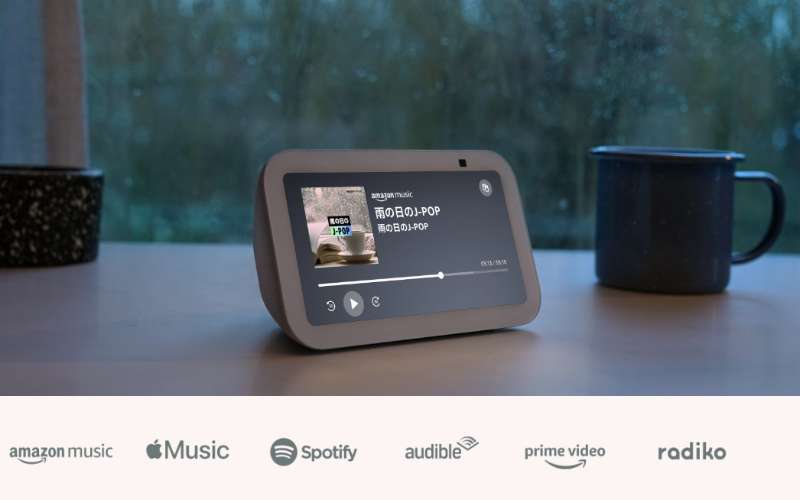 amazon music
雨の日のJ-POP
雨の日のJ-POP
雨の日の
J-POP
amazon music
Music
Spotify
audible
prime video
radiko